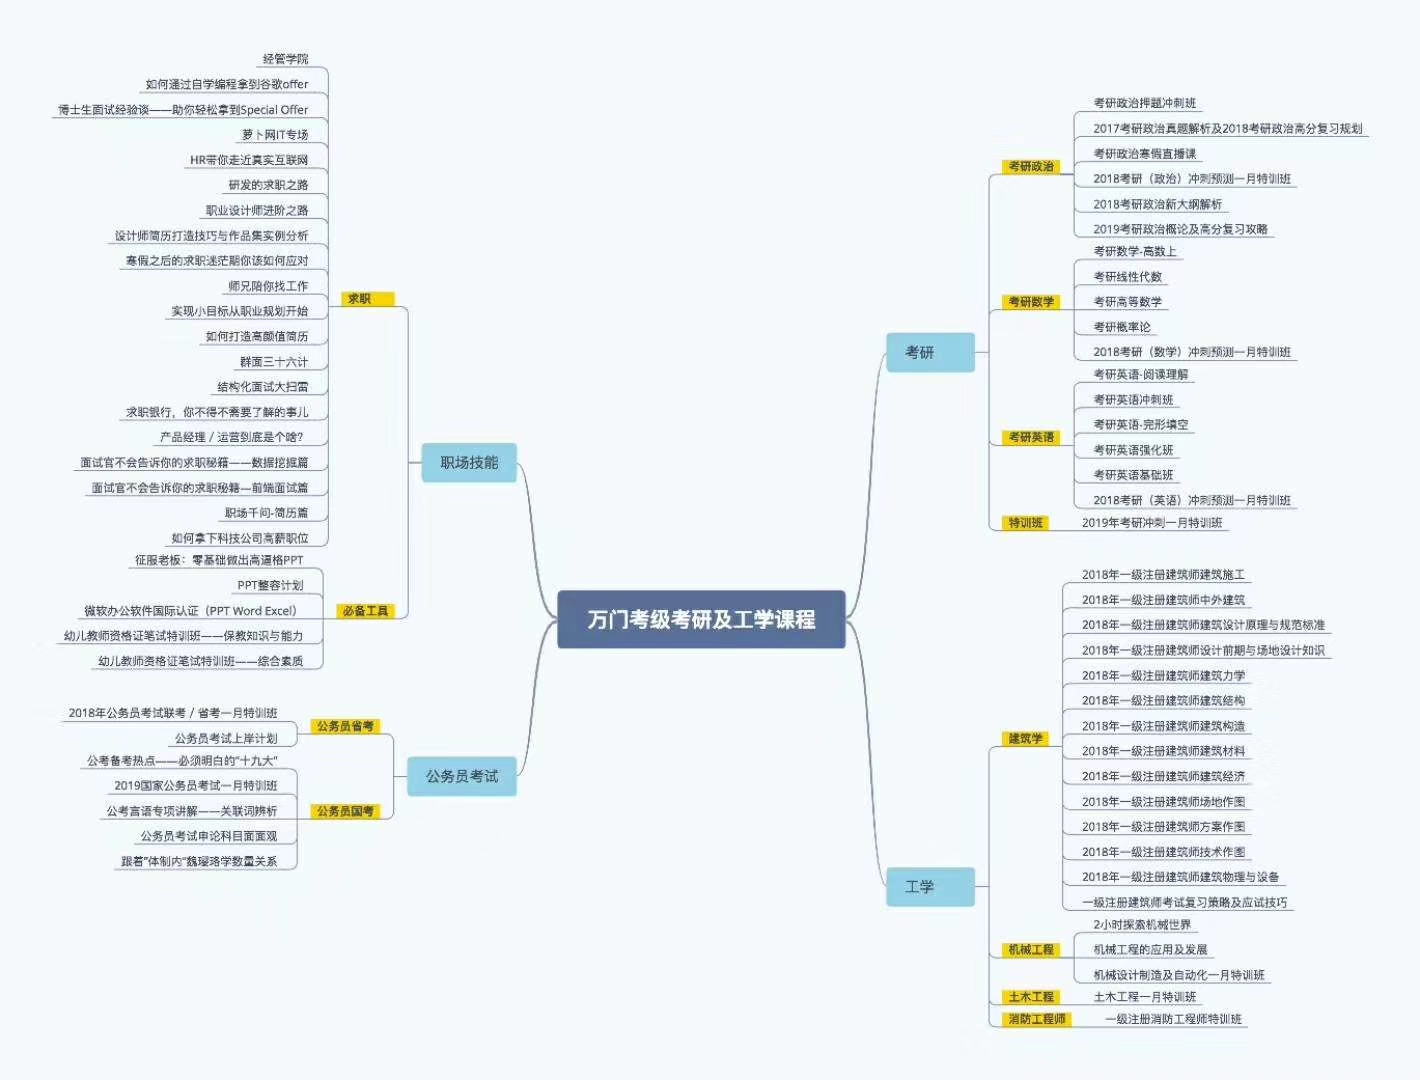 万门考级考研及工学课程
职场技能
求职
经管学院
如何通过自学编程拿到谷歌offer
博士生面试经验谈——助你轻松拿到Special Offer
萝卜网IT专场
HR带你走近真实互联网
研发的求职之路
职业设计师进阶之路
设计师简历打造技巧与作品集实例分析
寒假之后的求职迷茫期你该如何应对
师兄陪你找工作
实现小目标从职业规划开始
如何打造高颜值简历
群面三十六计
结构化面试大扫雷
求职银行，你不得不需要了解的事儿
产品经理 / 运营到底是个啥？
面试官不会告诉你的求职秘籍——数据挖掘篇
面试官不会告诉你的求职秘籍—前端面试篇
职场千问-简历篇
如何拿下科技公司高薪职位
必备工具
征服老板：零基础做出高逼格PPT
PPT整容计划
微软办公软件国际认证（PPT Word Excel）
幼儿教师资格证笔试特训班——保教知识与能力
幼儿教师资格证笔试特训班——综合素质
公务员考试
公务员省考
2018年公务员考试联考 / 省考一月特训班
公务员考试上岸计划
公务员国考
公考备考热点——必须明白的"十九大"
2019国家公务员考试一月特训班
公考言语专项讲解——关联词辨析
公务员考试申论科目面面观
跟着"体制内"魏璎珞学数量关系
考研
考研政治
考研政治押题冲刺班
2017考研政治真题解析及2018考研政治高分复习规划
考研政治寒假直播课
2018考研（政治）冲刺预测一月特训班
2018考研政治新大纲解析
2019考研政治概论及高分复习攻略
考研数学
考研数学-高数上
考研线性代数
考研高等数学
考研概率论
2018考研（数学）冲刺预测一月特训班
考研英语
考研英语-阅读理解
考研英语冲刺班
考研英语-完形填空
考研英语强化班
考研英语基础班
2018考研（英语）冲刺预测一月特训班
特训班
2019年考研冲刺一月特训班
工学
建筑学
2018年一级注册建筑师建筑施工
2018年一级注册建筑师中外建筑
2018年一级注册建筑师建筑设计原理与规范标准
2018年一级注册建筑师设计前期与场地设计知识
2018年一级注册建筑师建筑力学
2018年一级注册建筑师建筑结构
2018年一级注册建筑师建筑构造
2018年一级注册建筑师建筑材料
2018年一级注册建筑师建筑经济
2018年一级注册建筑师场地作图
2018年一级注册建筑师方案作图
2018年一级注册建筑师技术作图
2018年一级注册建筑师建筑物理与设备
一级注册建筑师考试复习策略及应试技巧
机械工程
2小时探索机械世界
机械工程的应用及发展
机械设计制造及自动化一月特训班
土木工程
土木工程一月特训班
消防工程师
一级注册消防工程师特训班